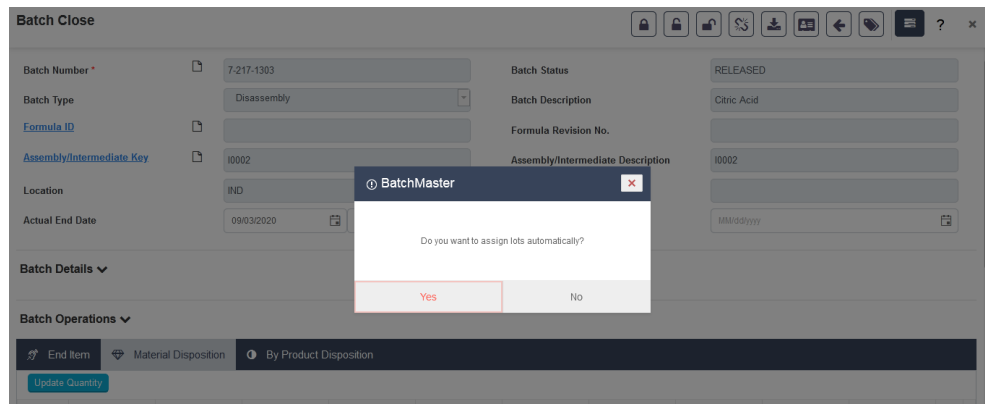 Batch Close
?
Batch Number * 7-217-1303 Batch Status RELEASED
Batch Type Disassembly Batch Description Citric Acid
Formula ID Formula Revision No.
Assembly/Intermediate Key I0002 Assembly/Intermediate Description I0002
Location IND
Actual End Date 09/03/2020 MM/dd/yyyy
BatchMaster
Do you want to assign lots automatically?
Yes No
Batch Details
Batch Operations
End Item Material Disposition By Product Disposition
Update Quantity